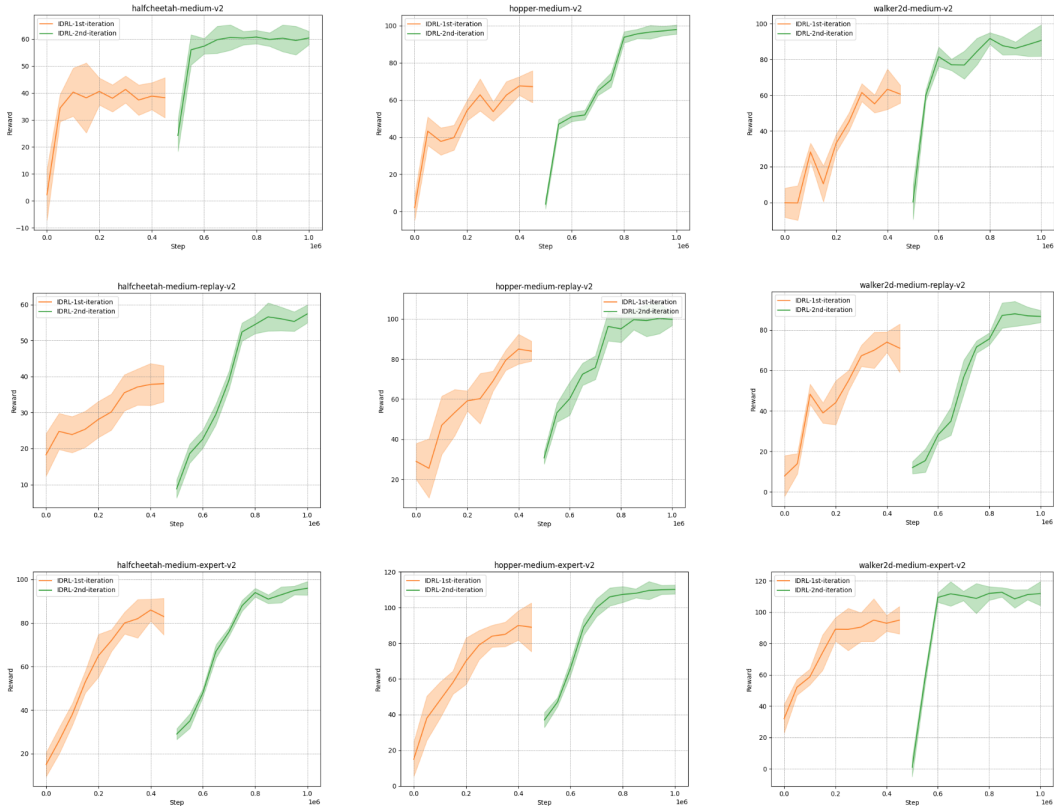 halfcheetah-medium-v2
IDRL-1st-iteration
IDRL-2nd-iteration
Reward
60
50
40
30
20
10
0
−10
0.0
0.2
0.4
0.6
0.8
1.0
Step
1e6
hopper-medium-v2
IDRL-1st-iteration
IDRL-2nd-iteration
Reward
100
80
60
40
20
0
0.0
0.2
0.4
0.6
0.8
1.0
Step
1e6
walker2d-medium-v2
IDRL-1st-iteration
IDRL-2nd-iteration
Reward
100
80
60
40
20
0
0.0
0.2
0.4
0.6
0.8
1.0
Step
1e6
halfcheetah-medium-replay-v2
IDRL-1st-iteration
IDRL-2nd-iteration
Reward
60
50
40
30
20
10
0.0
0.2
0.4
0.6
0.8
1.0
Step
1e6
hopper-medium-replay-v2
IDRL-1st-iteration
IDRL-2nd-iteration
Reward
100
80
60
40
20
0.0
0.2
0.4
0.6
0.8
1.0
Step
1e6
walker2d-medium-replay-v2
IDRL-1st-iteration
IDRL-2nd-iteration
Reward
80
60
40
20
0
0.0
0.2
0.4
0.6
0.8
1.0
Step
1e6
halfcheetah-medium-expert-v2
IDRL-1st-iteration
IDRL-2nd-iteration
Reward
100
80
60
40
20
0.0
0.2
0.4
0.6
0.8
1.0
Step
1e6
hopper-medium-expert-v2
IDRL-1st-iteration
IDRL-2nd-iteration
Reward
120
100
80
60
40
20
0
0.0
0.2
0.4
0.6
0.8
1.0
Step
1e6
walker2d-medium-expert-v2
IDRL-1st-iteration
IDRL-2nd-iteration
Reward
120
100
80
60
40
20
0
0.0
0.2
0.4
0.6
0.8
1.0
Step
1e6